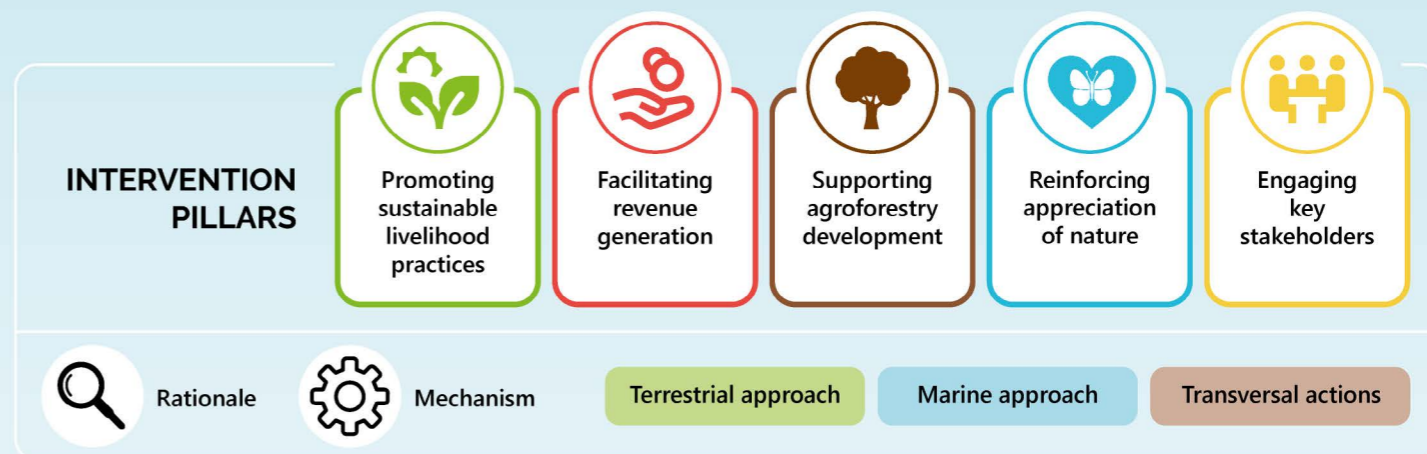 INTERVENTION
PILLARS
Promoting
sustainable
livelihood
practices
Facilitating
revenue
generation
Supporting
agroforestry
development
Reinforcing
appreciation
of nature
Engaging
key
stakeholders
Rationale
Mechanism
Terrestrial approach
Marine approach
Transversal actions